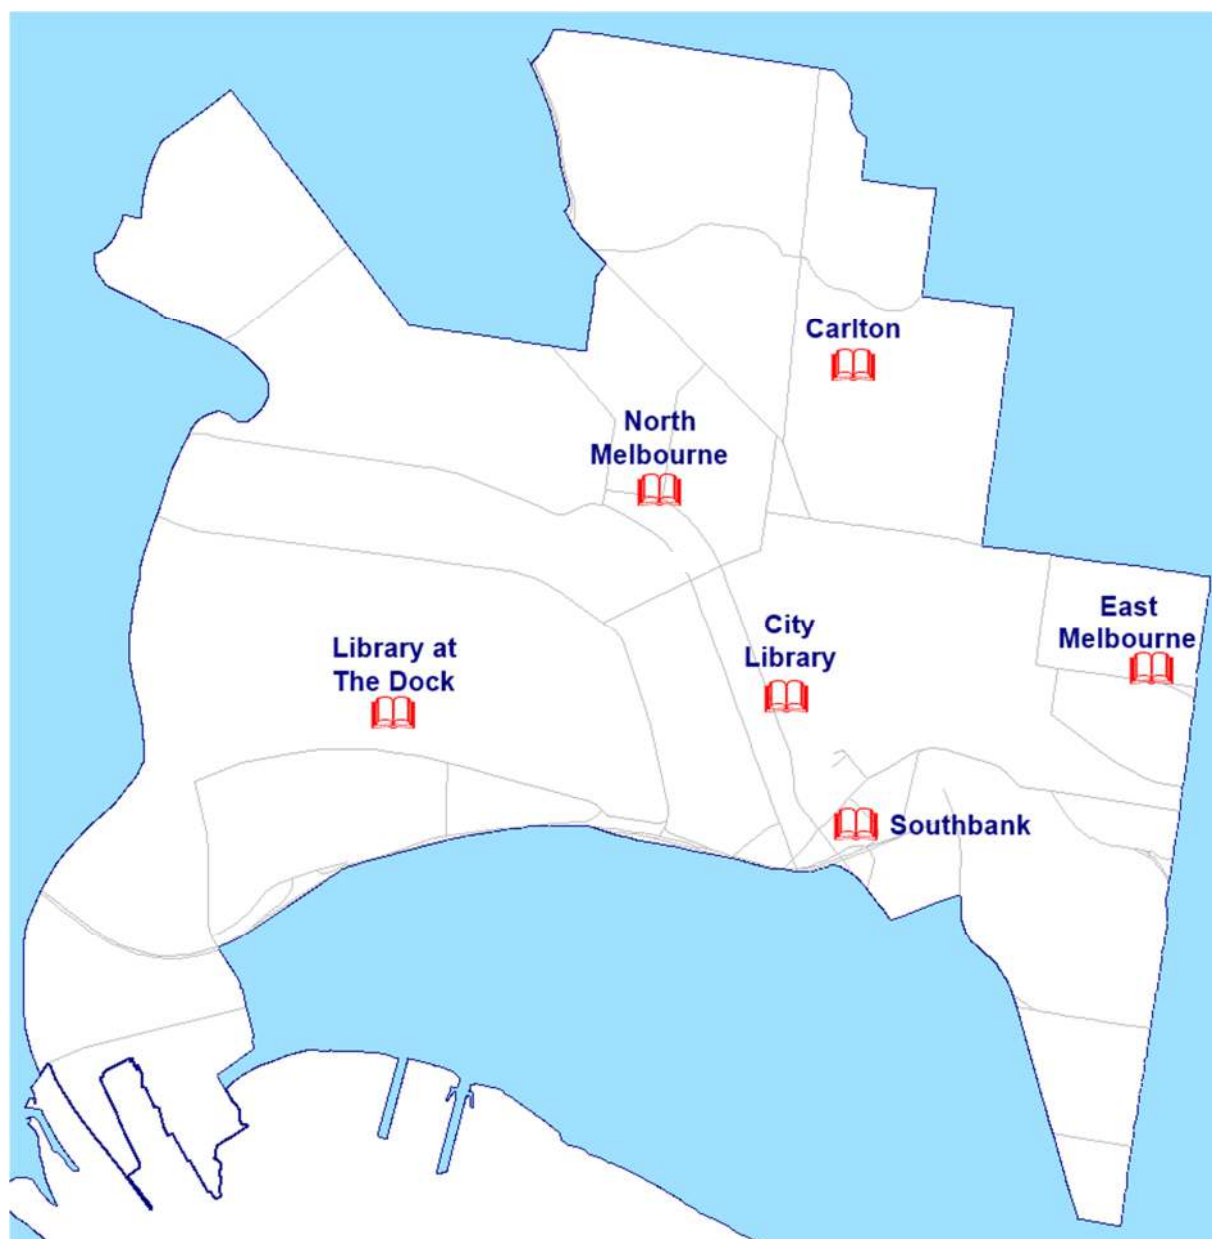 Carlton
North
Melbourne
East
Melbourne
City
Library
Library at
The Dock
Southbank